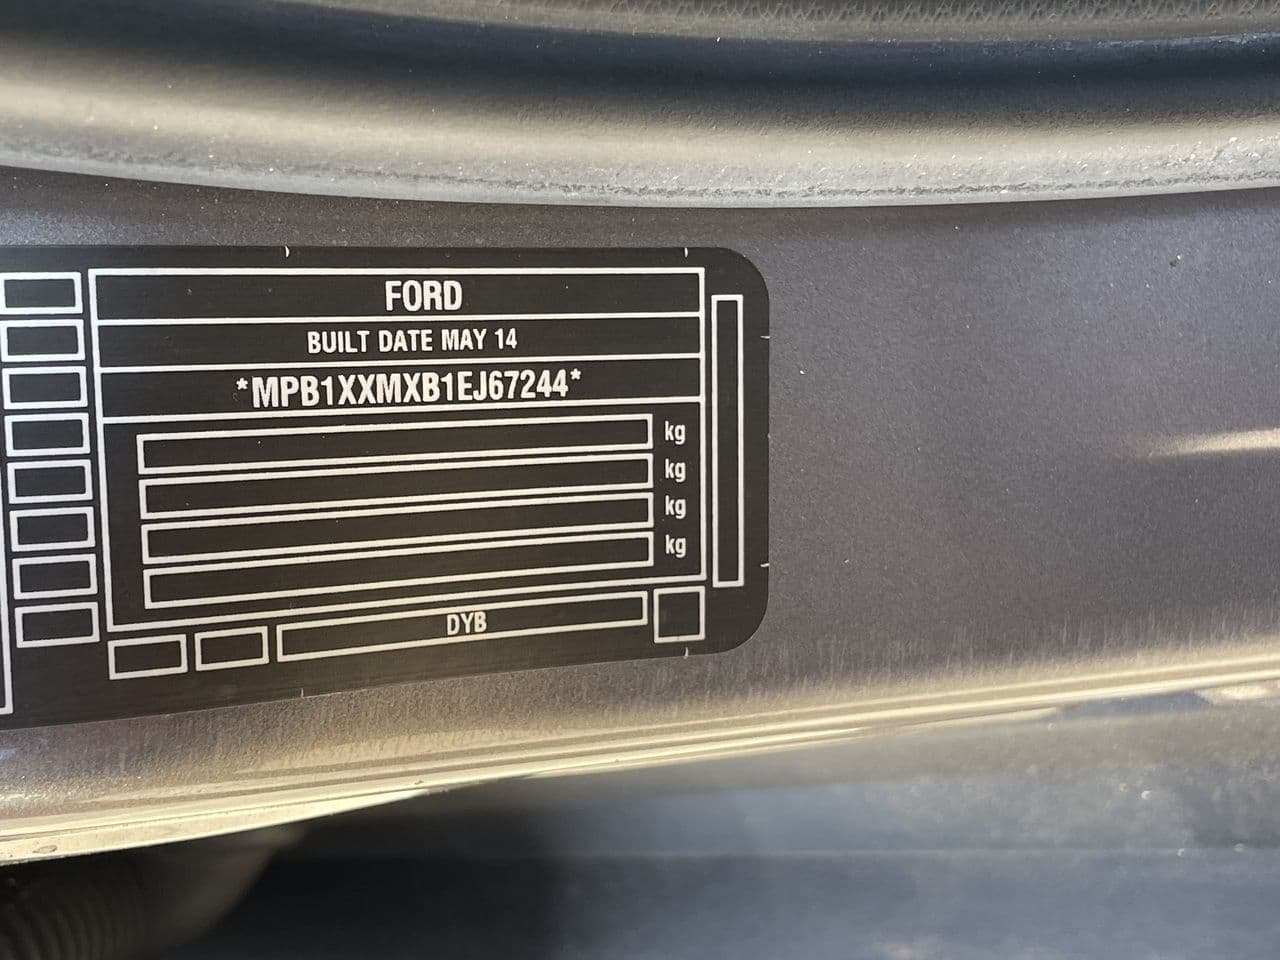 FORD
BUILT DATE MAY 14
*MPB1XXMXB1EJ67244*
kg
kg
kg
kg
DYB